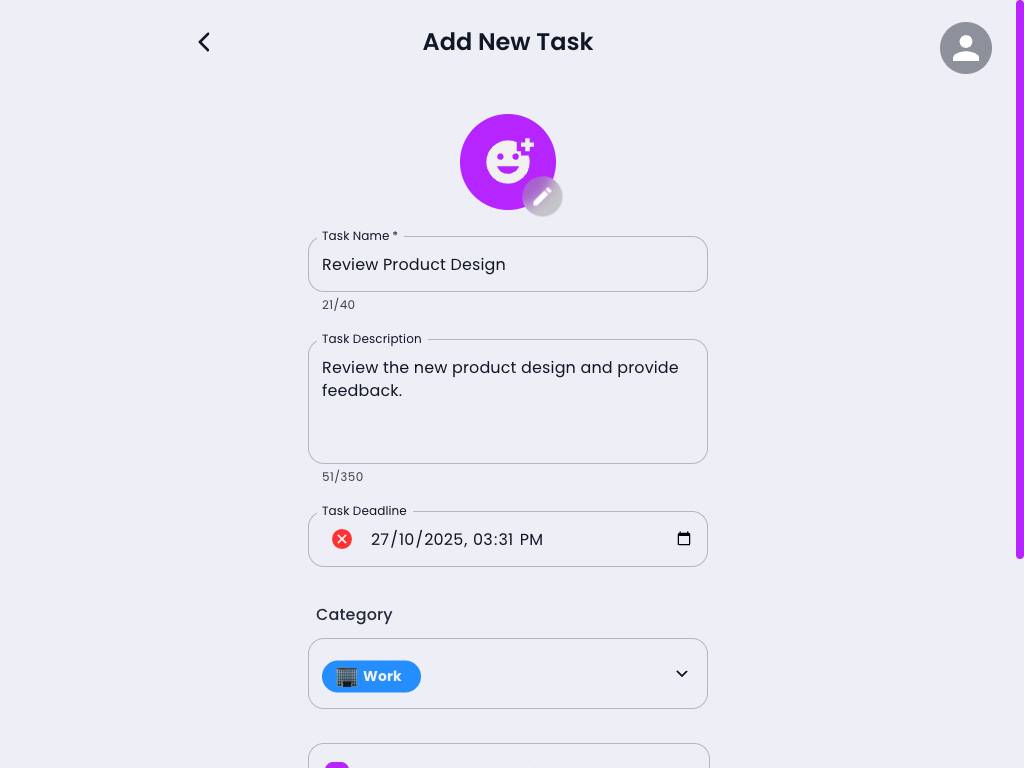 Add New Task
Task Name *
Review Product Design
21/40
Task Description
Review the new product design and provide
feedback.
51/350
Task Deadline
27/10/2025, 03:31 PM
Category
Work